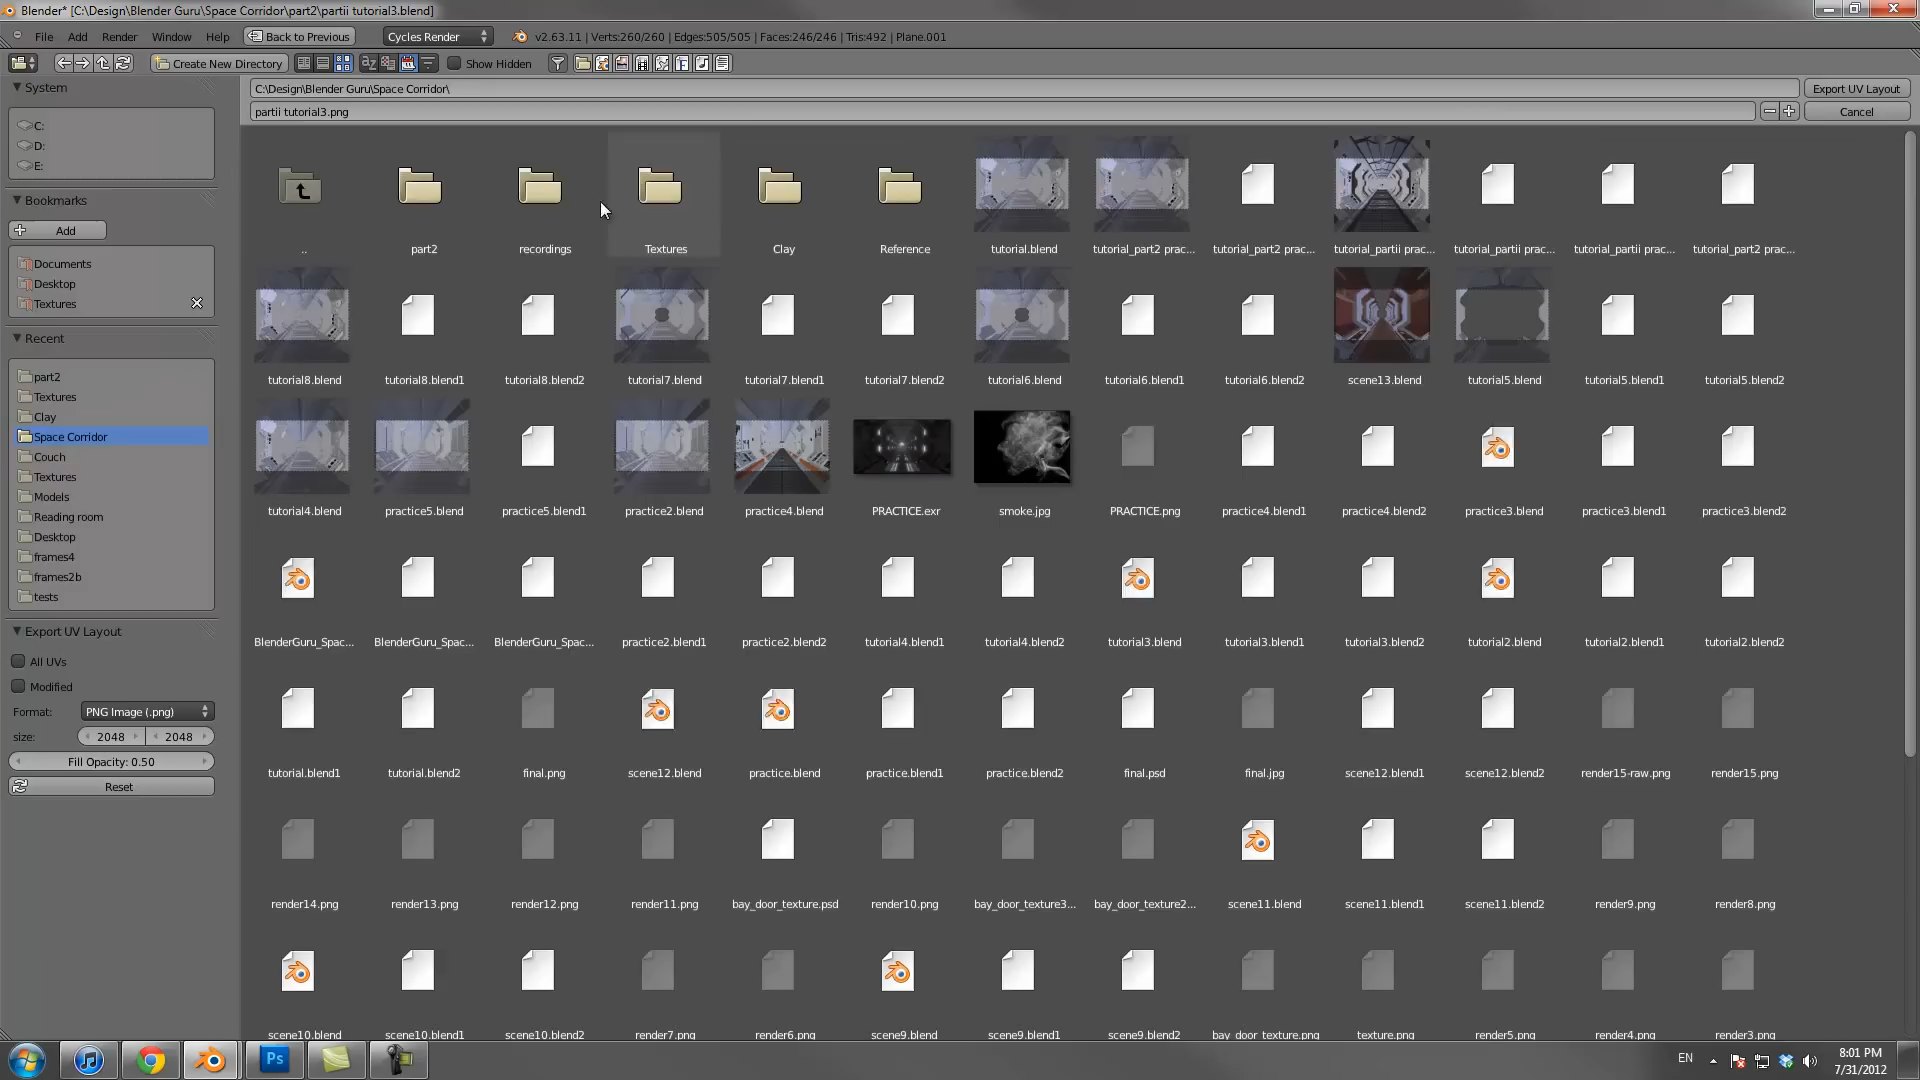 Blender* [C:\Design\Blender Guru\Space Corridor\part2\partii tutorial3.blend]
File Add Render Window Help Back to Previous Cycles Render v2.63.11 | Verts:260/260 | Edges:505/505 | Faces:246/246 | Tris:492 | Plane.001
Create New Directory Show Hidden
System
C:\Design\Blender Guru\Space Corridor\ Export UV Layout
partii tutorial3.png Cancel
C:
D:
E:
Bookmarks
Add
Documents
Desktop
Textures
Recent
part2
Textures
Clay
Space Corridor
Couch
Textures
Models
Reading room
Desktop
frames4
frames2b
tests
Export UV Layout
All UVs
Modified
Format: PNG Image (.png)
size: 2048 2048
Fill Opacity: 0.50
Reset
.. part2 recordings Textures Clay Reference tutorial.blend tutorial_part2 prac... tutorial_part2 prac... tutorial_partii prac... tutorial_partii prac... tutorial_partii prac... tutorial_part2 prac...
tutorial8.blend tutorial8.blend1 tutorial8.blend2 tutorial7.blend tutorial7.blend1 tutorial7.blend2 tutorial6.blend tutorial6.blend1 tutorial6.blend2 scene13.blend tutorial5.blend tutorial5.blend1 tutorial5.blend2
tutorial4.blend practice5.blend practice5.blend1 practice2.blend practice4.blend PRACTICE.exr smoke.jpg PRACTICE.png practice4.blend1 practice4.blend2 practice3.blend practice3.blend1 practice3.blend2
BlenderGuru_Spac... BlenderGuru_Spac... BlenderGuru_Spac... practice2.blend1 practice2.blend2 tutorial4.blend1 tutorial4.blend2 tutorial3.blend tutorial3.blend1 tutorial3.blend2 tutorial2.blend tutorial2.blend1 tutorial2.blend2
tutorial.blend1 tutorial.blend2 final.png scene12.blend practice.blend practice.blend1 practice.blend2 final.psd final.jpg scene12.blend1 scene12.blend2 render15-raw.png render15.png
render14.png render13.png render12.png render11.png bay_door_texture.psd render10.png bay_door_texture3... bay_door_texture2... scene11.blend scene11.blend1 scene11.blend2 render9.png render8.png
scene10.blend scene10.blend1 scene10.blend2 render7.png render6.png scene9.blend scene9.blend1 scene9.blend2 bay_door_texture.png texture.png render5.png render4.png render3.png
Ps
EN
8:01 PM
7/31/2012